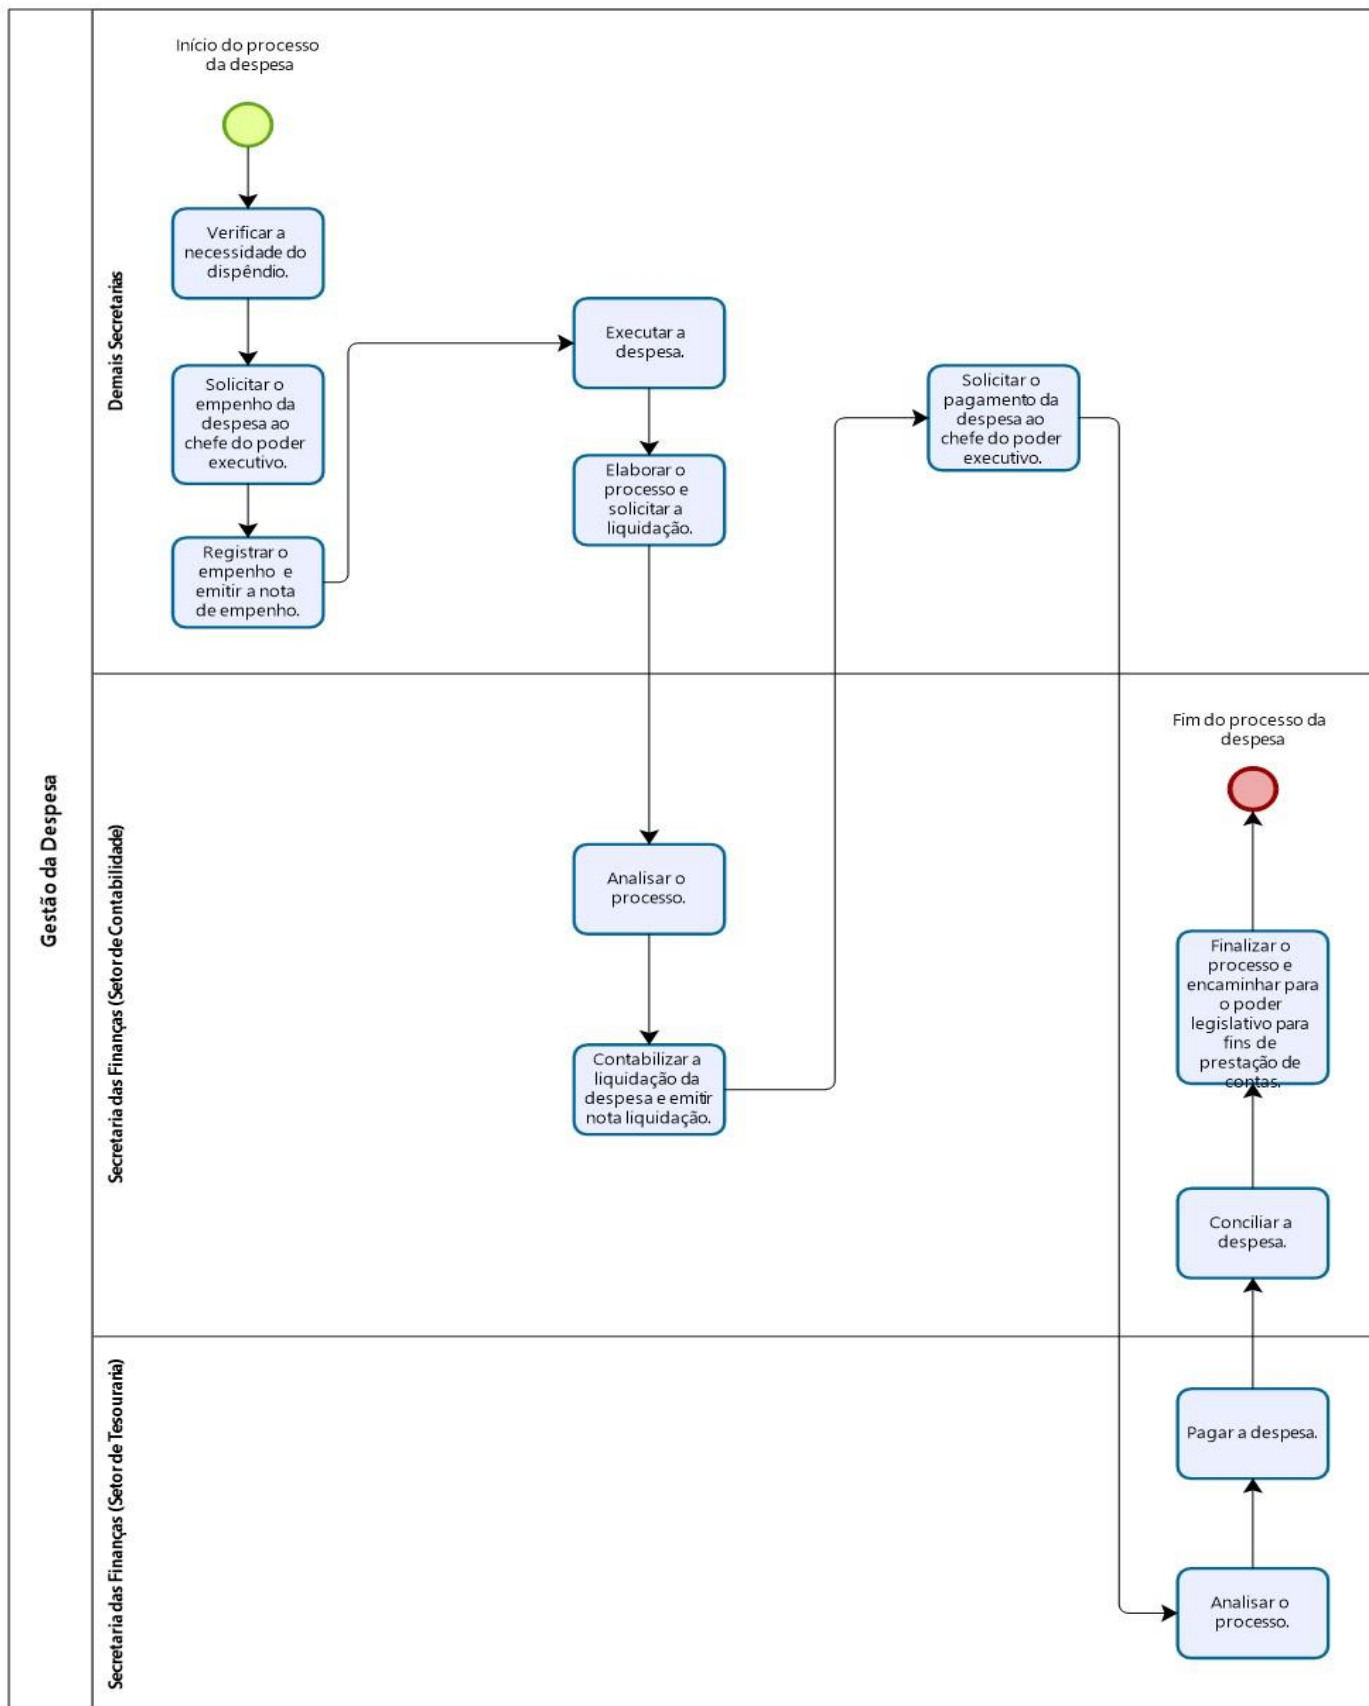 Gestão da Despesa
Demais Secretarias
Início do processo
da despesa
Verificar a
necessidade do
dispêndio.
Solicitar o
empenho da
despesa ao
chefe do poder
executivo.
Registrar o
empenho e
emitir a nota
de empenho.
Executar a
despesa.
Elaborar o
processo e
solicitar a
liquidação.
Solicitar o
pagamento da
despesa ao
chefe do poder
executivo.
Secretaria das Finanças (Setor de Contabilidade)
Analisar o
processo.
Contabilizar a
liquidação da
despesa e emitir
nota liquidação.
Fim do processo da
despesa
Finalizar o
processo e
encaminhar para
o poder
legislativo para
fins de
prestação de
contas.
Conciliar a
despesa.
Secretaria das Finanças (Setor de Tesouraria)
Pagar a despesa.
Analisar o
processo.